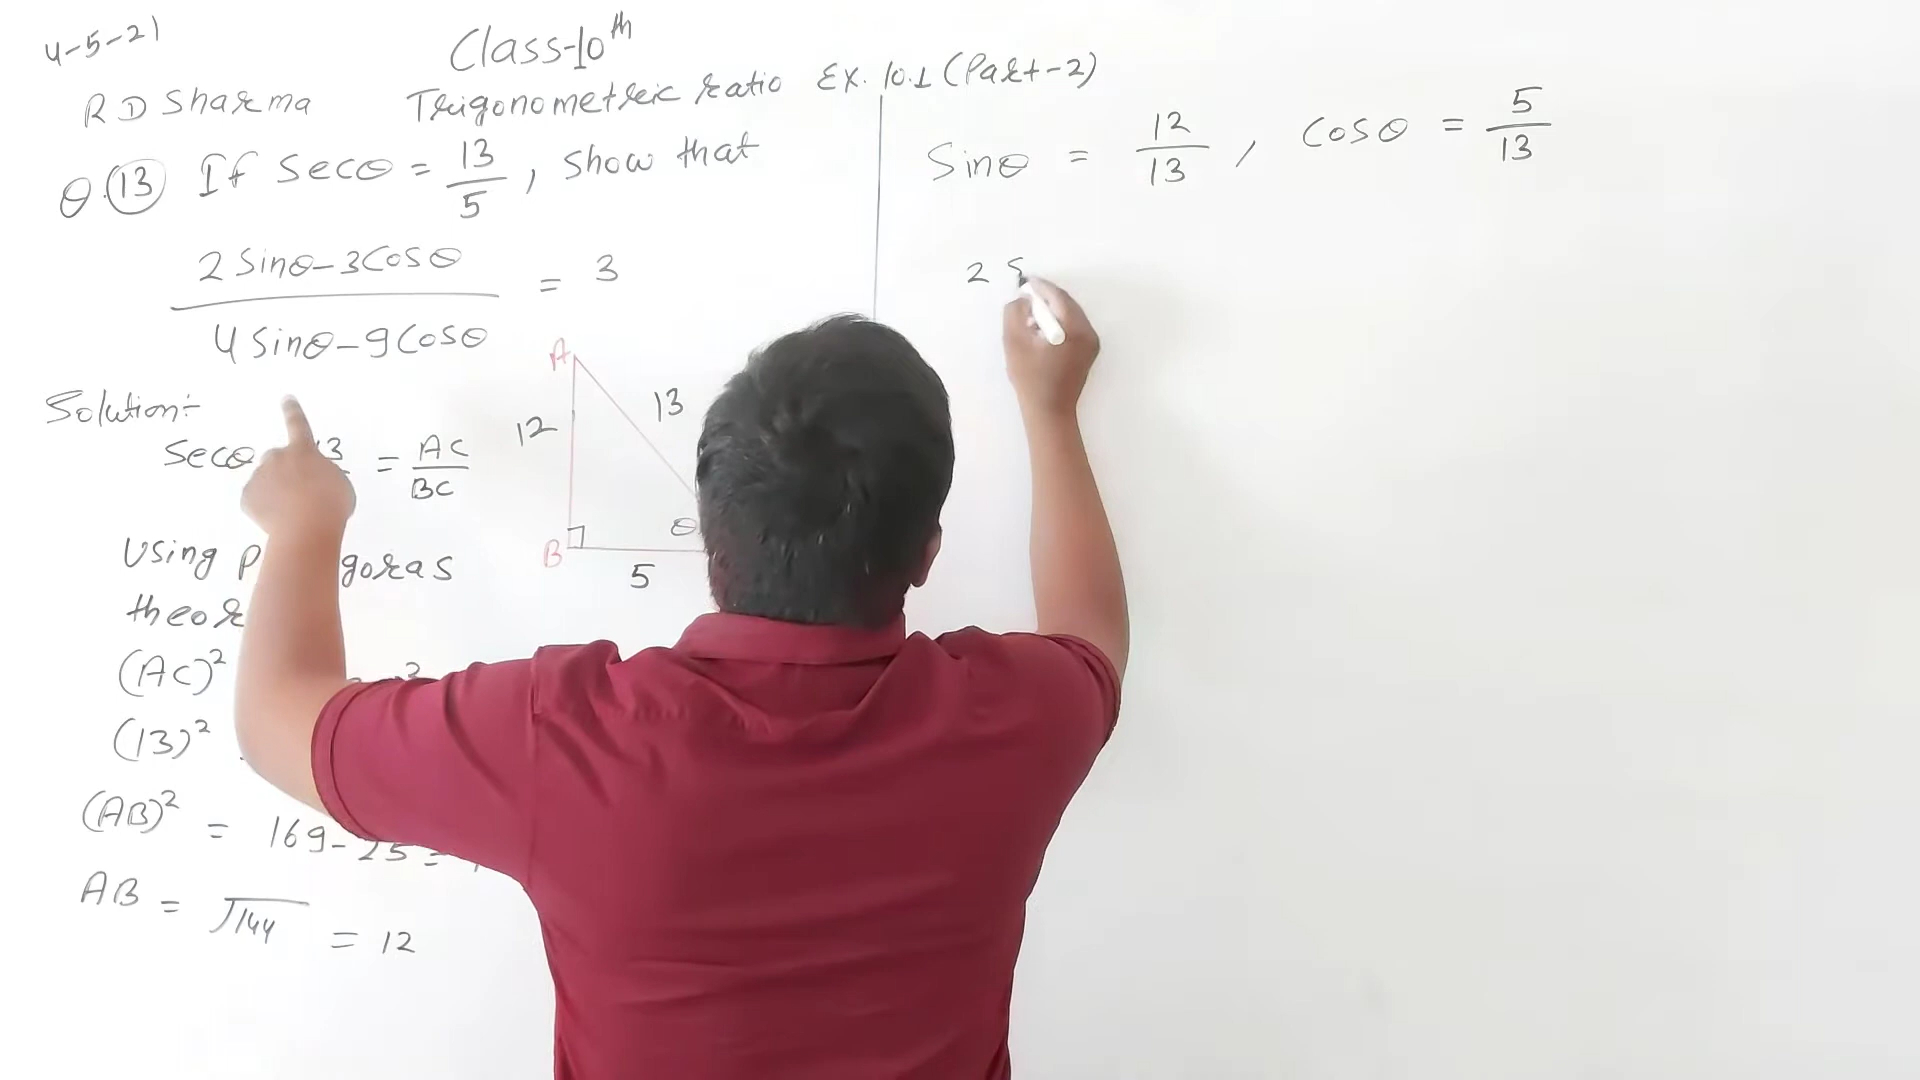 4-5-21
Class-10th
RD Sharma Trigonometric ratio Ex. 10.1 (Part-2)
Q. 13 If Secθ = 13/5, Show that
(2 Sinθ - 3Cosθ)/(4 Sinθ - 9Cosθ) = 3
Solution:-
Secθ 13 = AC/BC
A
12
13
θ
B
5
Using
theor
(AC)²
(13)²
(AB)² = 169 - 25 =
AB = √144 = 12
Sinθ = 12/13, Cosθ = 5/13
2 S